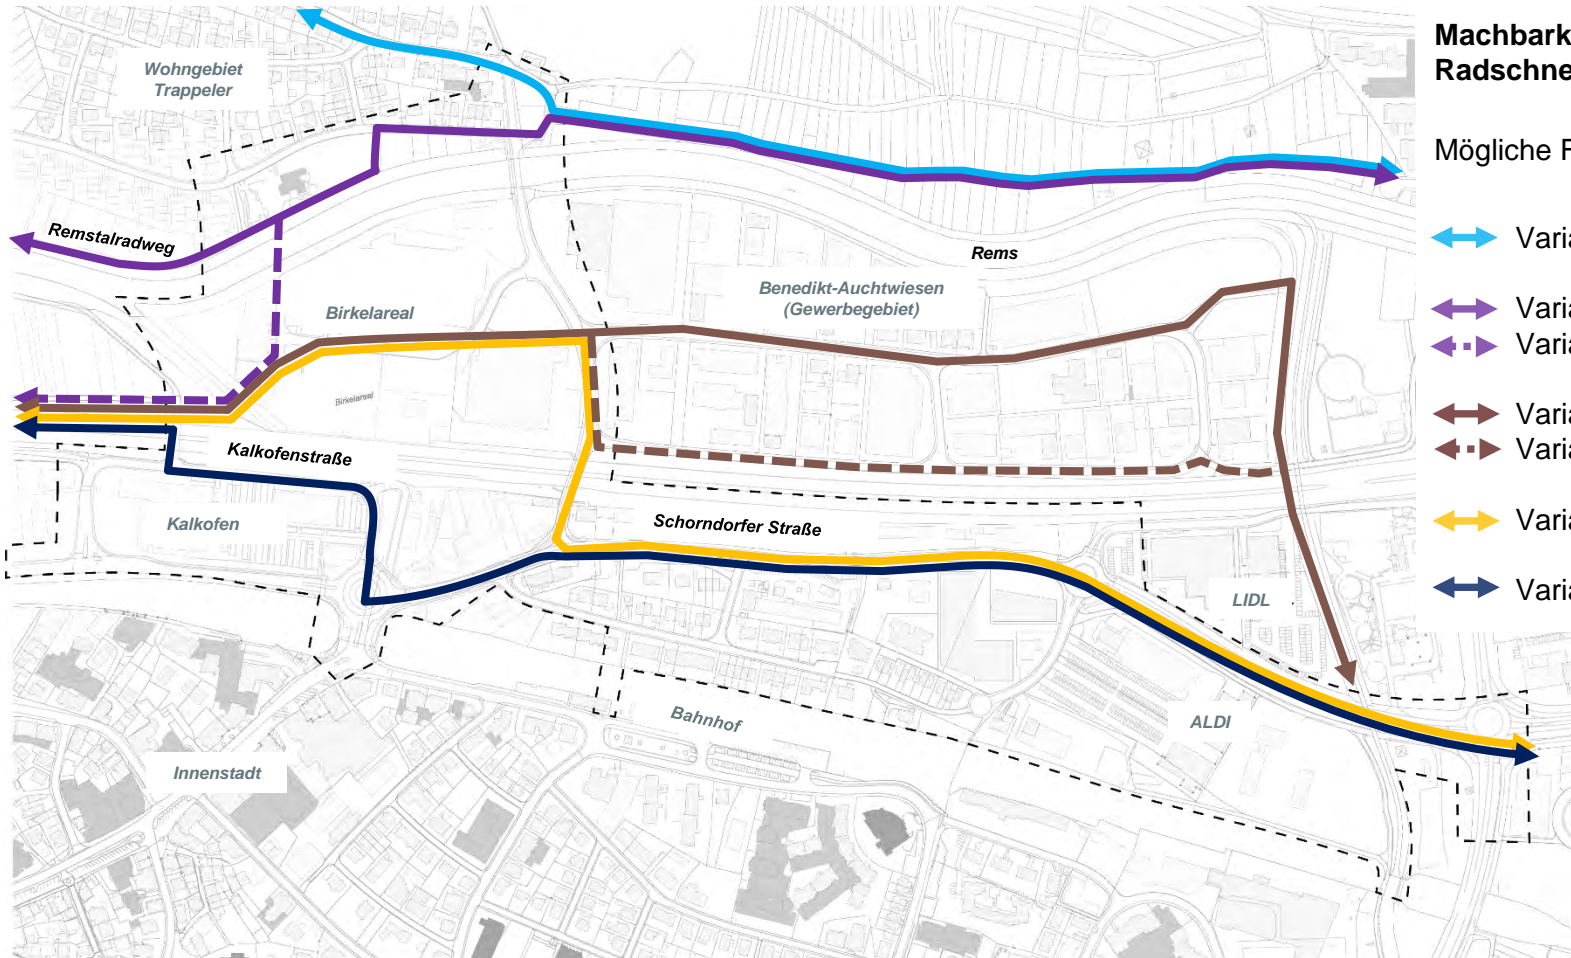 Machbark
Radschne
Mögliche F
Varia
Varia
Varia
Varia
Varia
Varia
Varia
Wohngebiet
Trappeler
Remstalradweg
Rems
Birkelareal
Benedikt-Auchtwiesen
(Gewerbegebiet)
Birkelareal
Kalkofenstraße
Kalkofen
Schorndorfer Straße
LIDL
Bahnhof
ALDI
Innenstadt